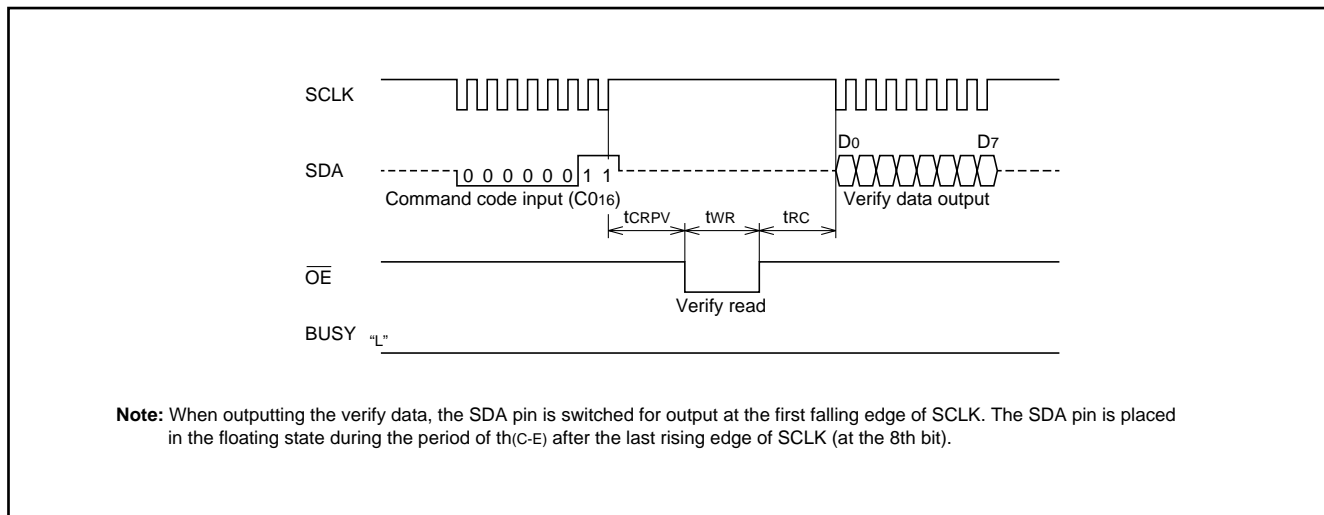 SCLK
D0 D7
SDA
0 0 0 0 0 0 1 1
Command code input (C016) Verify data output
tCRPV tWR tRC
OE
Verify read
BUSY “L”
Note: When outputting the verify data, the SDA pin is switched for output at the first falling edge of SCLK. The SDA pin is placed
in the floating state during the period of th(C-E) after the last rising edge of SCLK (at the 8th bit).